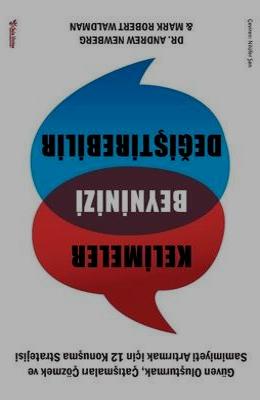 Güven Oluşturmak, Çatışmaları Çözmek ve
Samimiyeti Artırmak için 12 Konuşma Stratejisi
KELİMELER
BEYNİNİZİ
DEĞİŞTİREBİLİR
DR. ANDREW NEWBERG
& MARK ROBERT WALDMAN
Çeviren: Nilüfer Şen